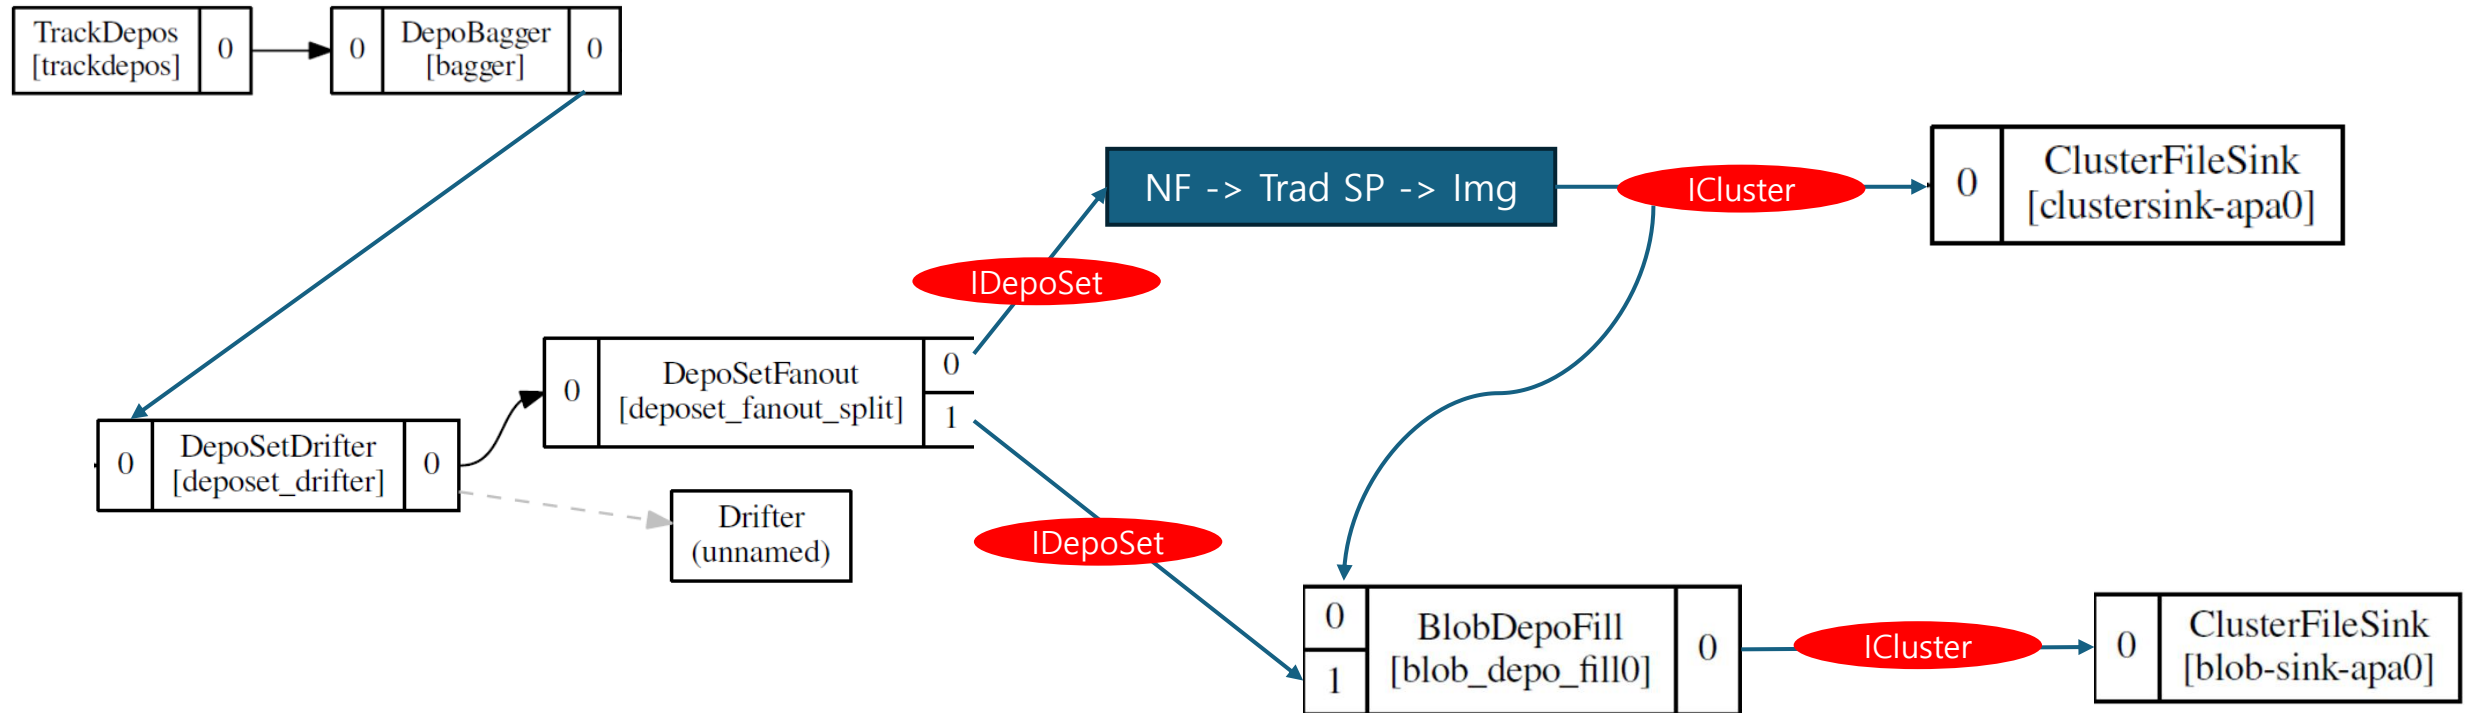 TrackDepos
[trackdepos]
0
0
DepoBagger
[bagger]
0
NF -> Trad SP -> Img
ICluster
0
ClusterFileSink
[clustersink-apa0]
IDepoSet
0
DepoSetFanout
[deposet_fanout_split]
0
1
0
DepoSetDrifter
[deposet_drifter]
0
Drifter
(unnamed)
IDepoSet
0
1
BlobDepoFill
[blob_depo_fill0]
0
ICluster
0
ClusterFileSink
[blob-sink-apa0]